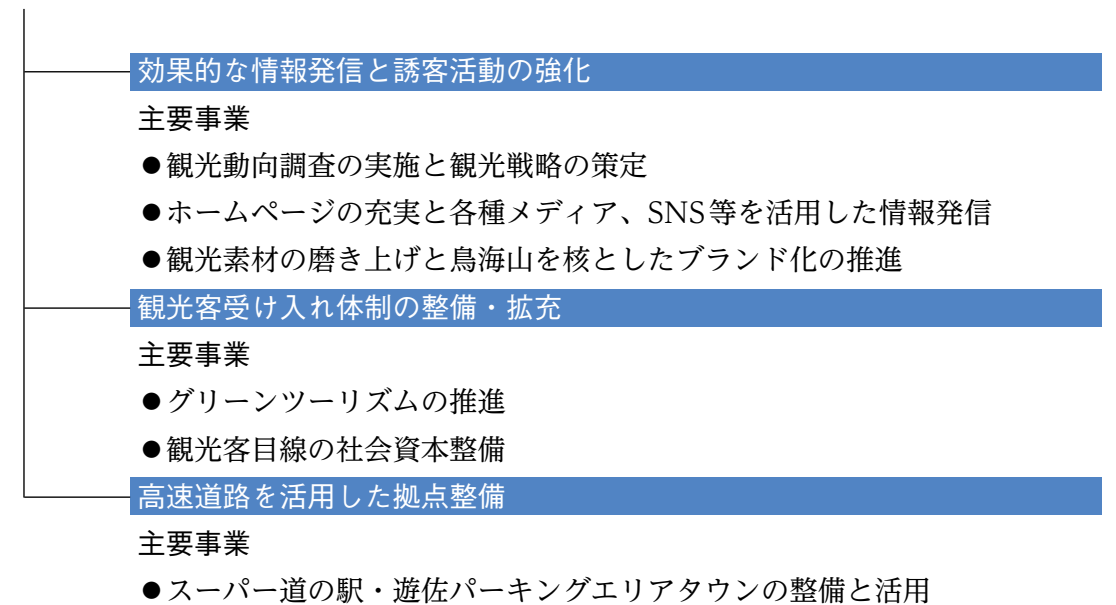 効果的な情報発信と誘客活動の強化
主要事業
●観光動向調査の実施と観光戦略の策定
●ホームページの充実と各種メディア、SNS等を活用した情報発信
●観光素材の磨き上げと鳥海山を核としたブランド化の推進
観光客受け入れ体制の整備・拡充
主要事業
●グリーンツーリズムの推進
●観光客目線の社会資本整備
高速道路を活用した拠点整備
主要事業
●スーパー道の駅・遊佐パーキングエリアタウンの整備と活用